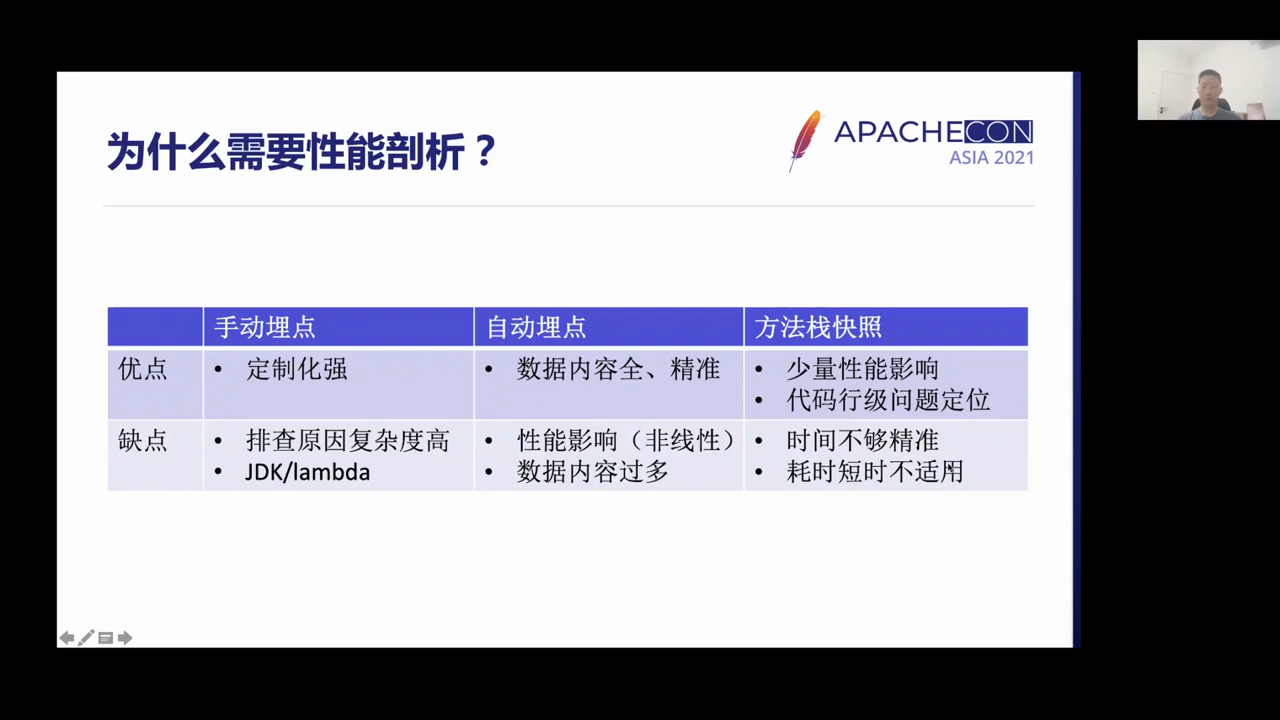 为什么需要性能剖析？
APACHECON
ASIA 2021
手动埋点
自动埋点
方法栈快照
优点
• 定制化强
• 数据内容全、精准
• 少量性能影响
• 代码行级问题定位
缺点
• 排查原因复杂度高
• JDK/lambda
• 性能影响（非线性）
• 数据内容过多
• 时间不够精准
• 耗时短时不适用